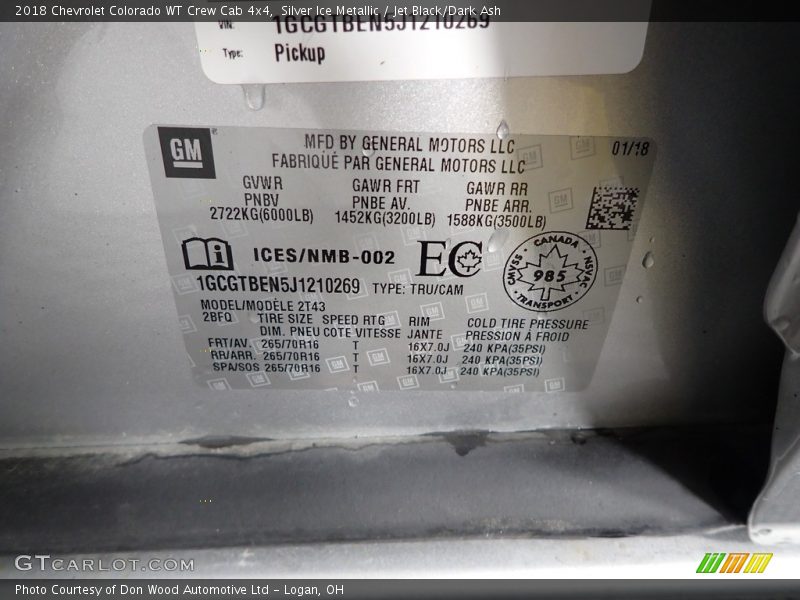 2018 Chevrolet Colorado WT Crew Cab 4x4, Silver Ice Metallic / Jet Black/Dark Ash
VIN: 1GCGTBEN5J1210269
Type: Pickup
GM
MFD BY GENERAL MOTORS LLC
FABRIQUÉ PAR GENERAL MOTORS LLC
01/18
GVWR GAWR FRT GAWR RR
PNBV PNBE AV. PNBE ARR.
2722KG(6000LB) 1452KG(3200LB) 1588KG(3500LB)
ICES/NMB-002 EC
CANADA NSVAC TRANSPORT CMVSS 985
1GCGTBEN5J1210269 TYPE: TRU/CAM
MODEL/MODÈLE 2T43
2BFQ TIRE SIZE SPEED RTG RIM COLD TIRE PRESSURE
DIM. PNEU COTE VITESSE JANTE PRESSION À FROID
FRT/AV. 265/70R16 T 16X7.0J 240 KPA(35PSI)
RR/ARR. 265/70R16 T 16X7.0J 240 KPA(35PSI)
SPA/SOS 265/70R16 T 16X7.0J 240 KPA(35PSI)
GTCARLOT.COM
Photo Courtesy of Don Wood Automotive Ltd - Logan, OH